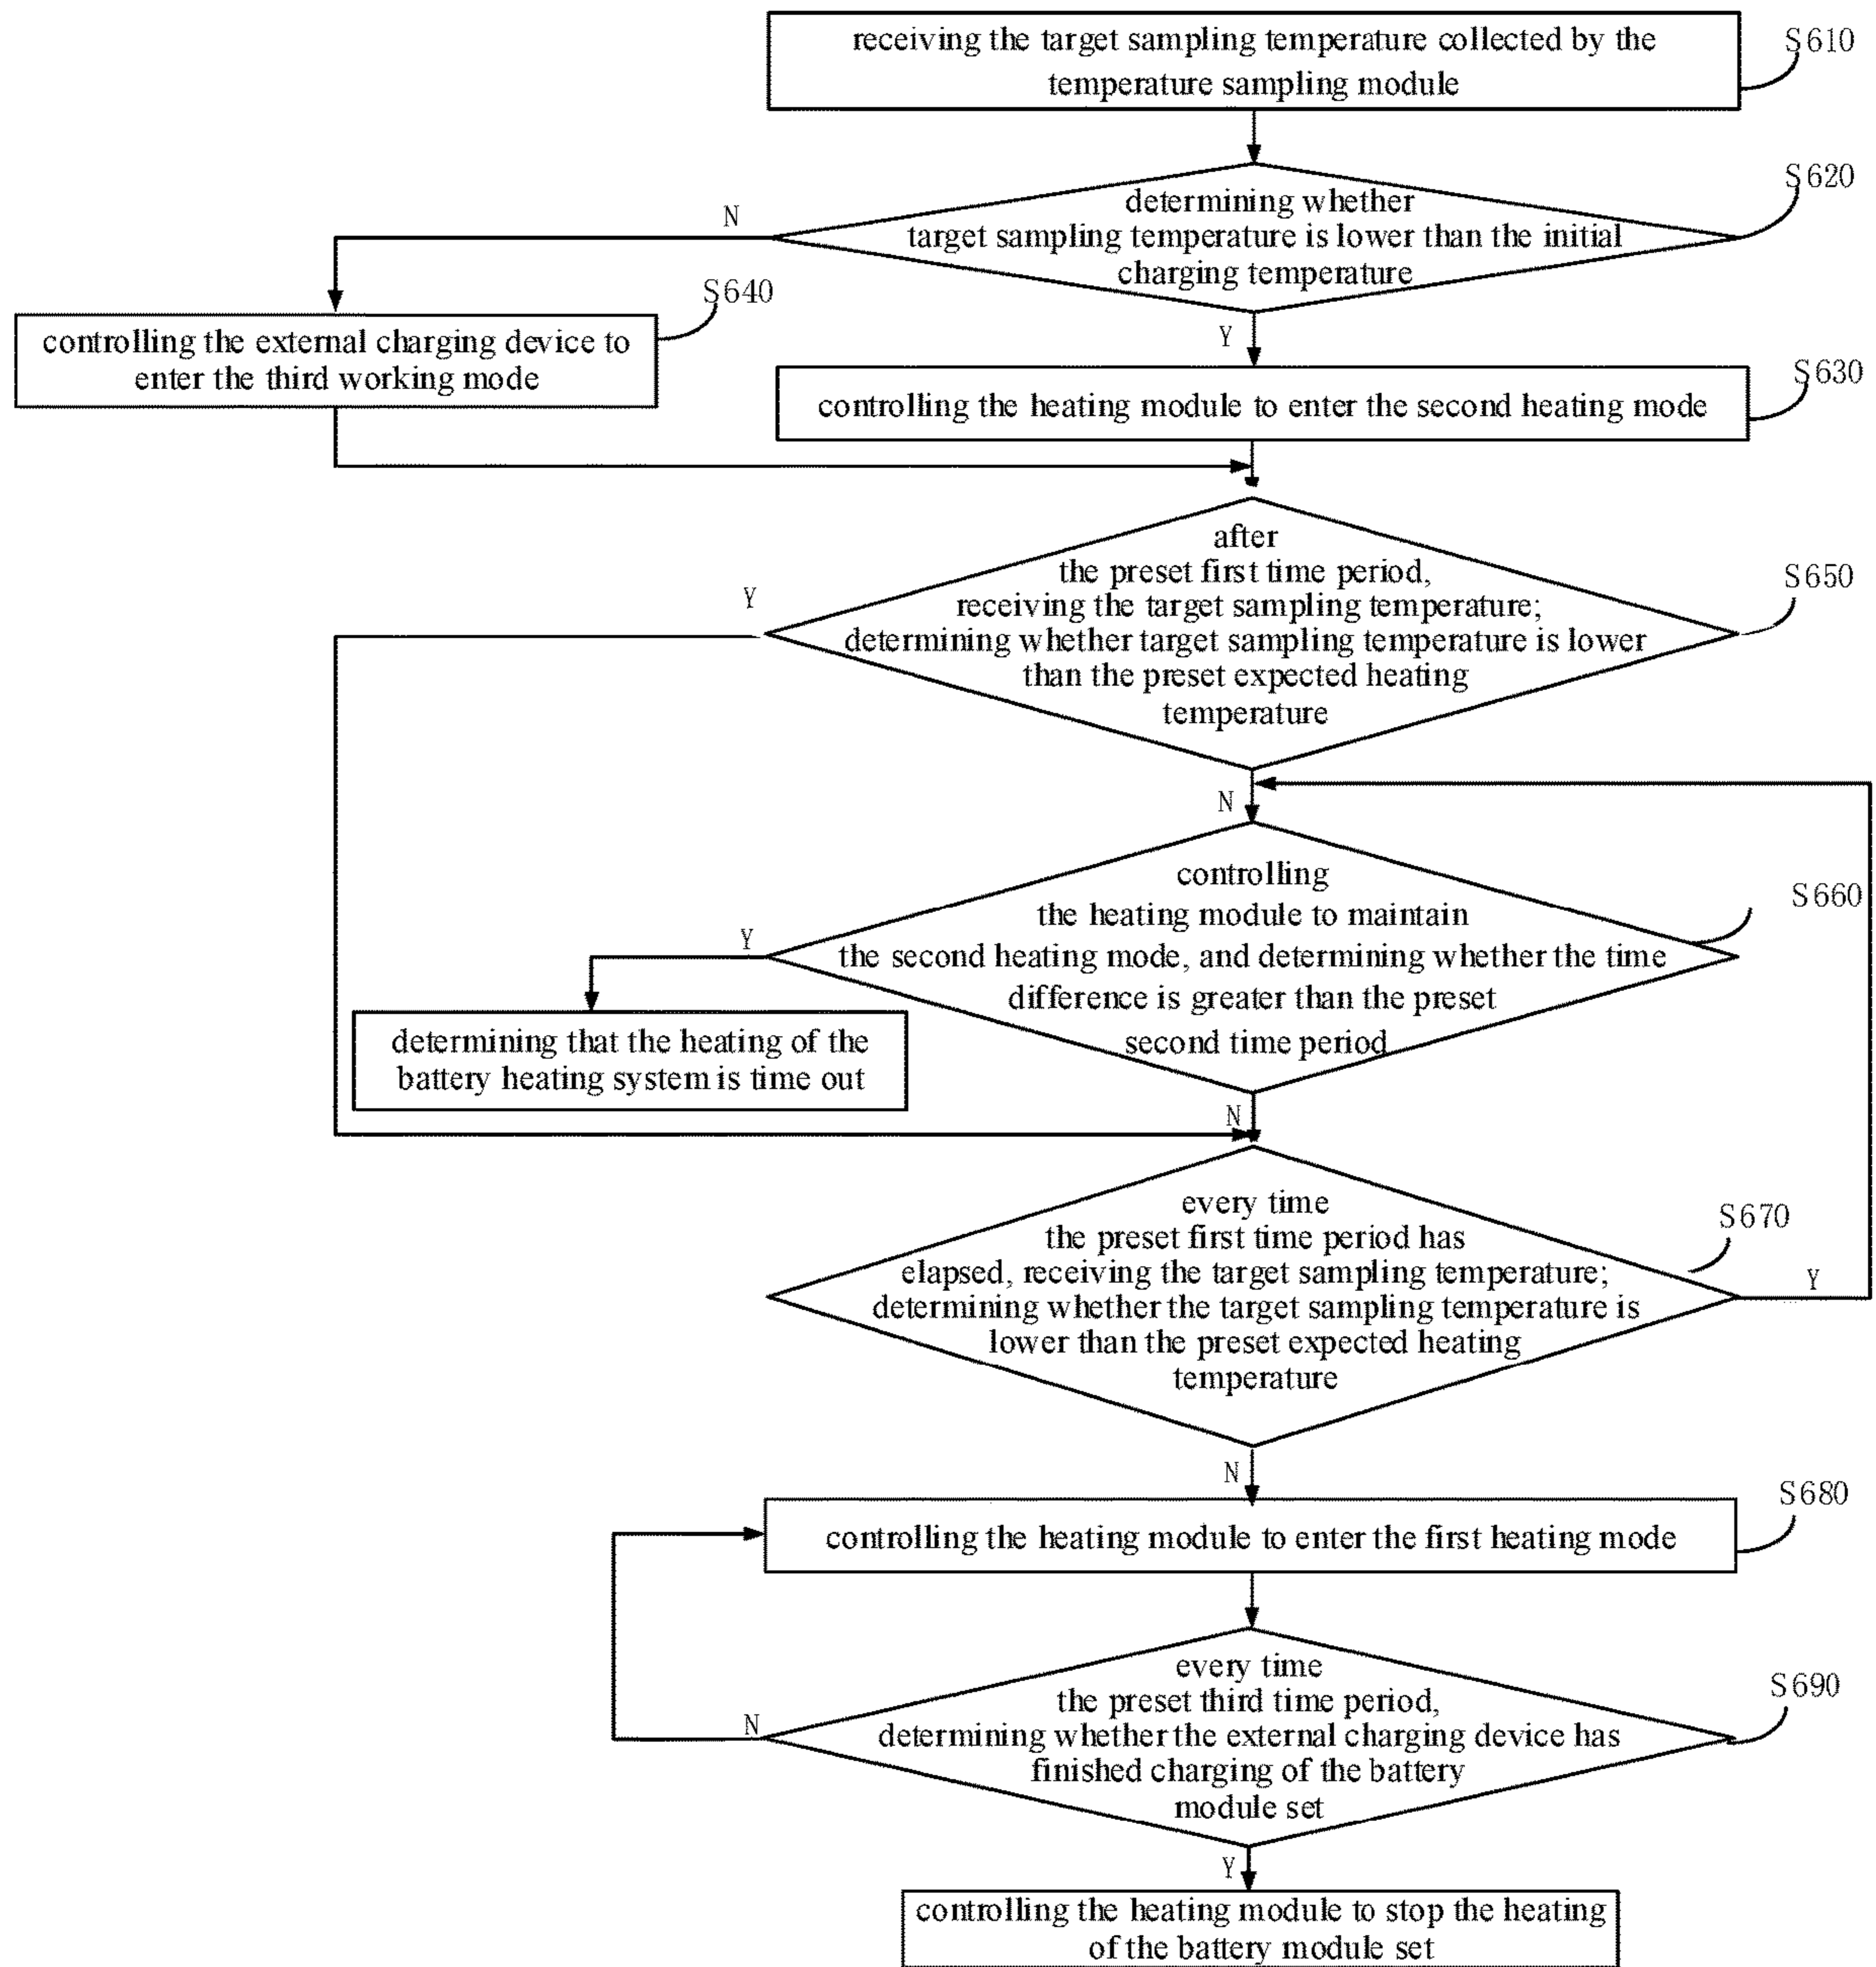 receiving the target sampling temperature collected by the
temperature sampling module
S610
determining whether
target sampling temperature is lower than the initial
charging temperature
S620
N
Y
S640
controlling the external charging device to
enter the third working mode
controlling the heating module to enter the second heating mode
S630
after
the preset first time period,
receiving the target sampling temperature;
determining whether target sampling temperature is lower
than the preset expected heating
temperature
S650
Y
N
controlling
the heating module to maintain
the second heating mode, and determining whether the time
difference is greater than the preset
second time period
S660
Y
determining that the heating of the
battery heating system is time out
N
every time
the preset first time period has
elapsed, receiving the target sampling temperature;
determining whether the target sampling temperature is
lower than the preset expected heating
temperature
S670
Y
N
controlling the heating module to enter the first heating mode
S680
every time
the preset third time period,
determining whether the external charging device has
finished charging of the battery
module set
S690
N
Y
controlling the heating module to stop the heating
of the battery module set